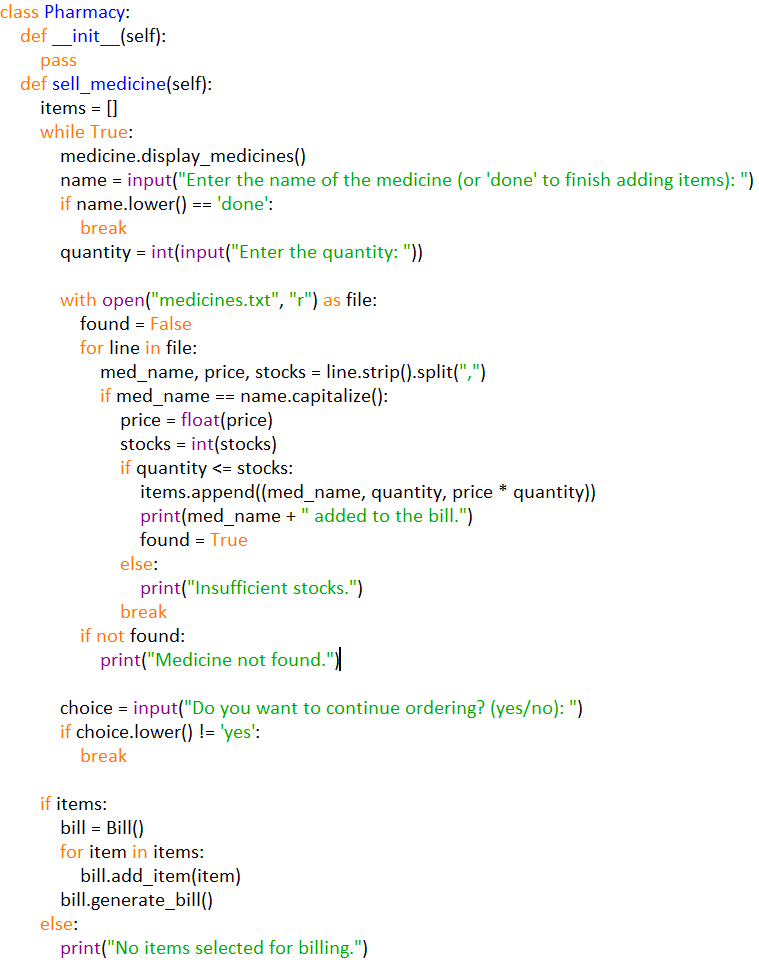 class Pharmacy:
    def __init__(self):
        pass
    def sell_medicine(self):
        items = []
        while True:
            medicine.display_medicines()
            name = input("Enter the name of the medicine (or 'done' to finish adding items): ")
            if name.lower() == 'done':
                break
            quantity = int(input("Enter the quantity: "))

            with open("medicines.txt", "r") as file:
                found = False
                for line in file:
                    med_name, price, stocks = line.strip().split(",")
                    if med_name == name.capitalize():
                        price = float(price)
                        stocks = int(stocks)
                        if quantity <= stocks:
                            items.append((med_name, quantity, price * quantity))
                            print(med_name + " added to the bill.")
                            found = True
                        else:
                            print("Insufficient stocks.")
                        break
                if not found:
                    print("Medicine not found.")

            choice = input("Do you want to continue ordering? (yes/no): ")
            if choice.lower() != 'yes':
                break

        if items:
            bill = Bill()
            for item in items:
                bill.add_item(item)
            bill.generate_bill()
        else:
            print("No items selected for billing.")